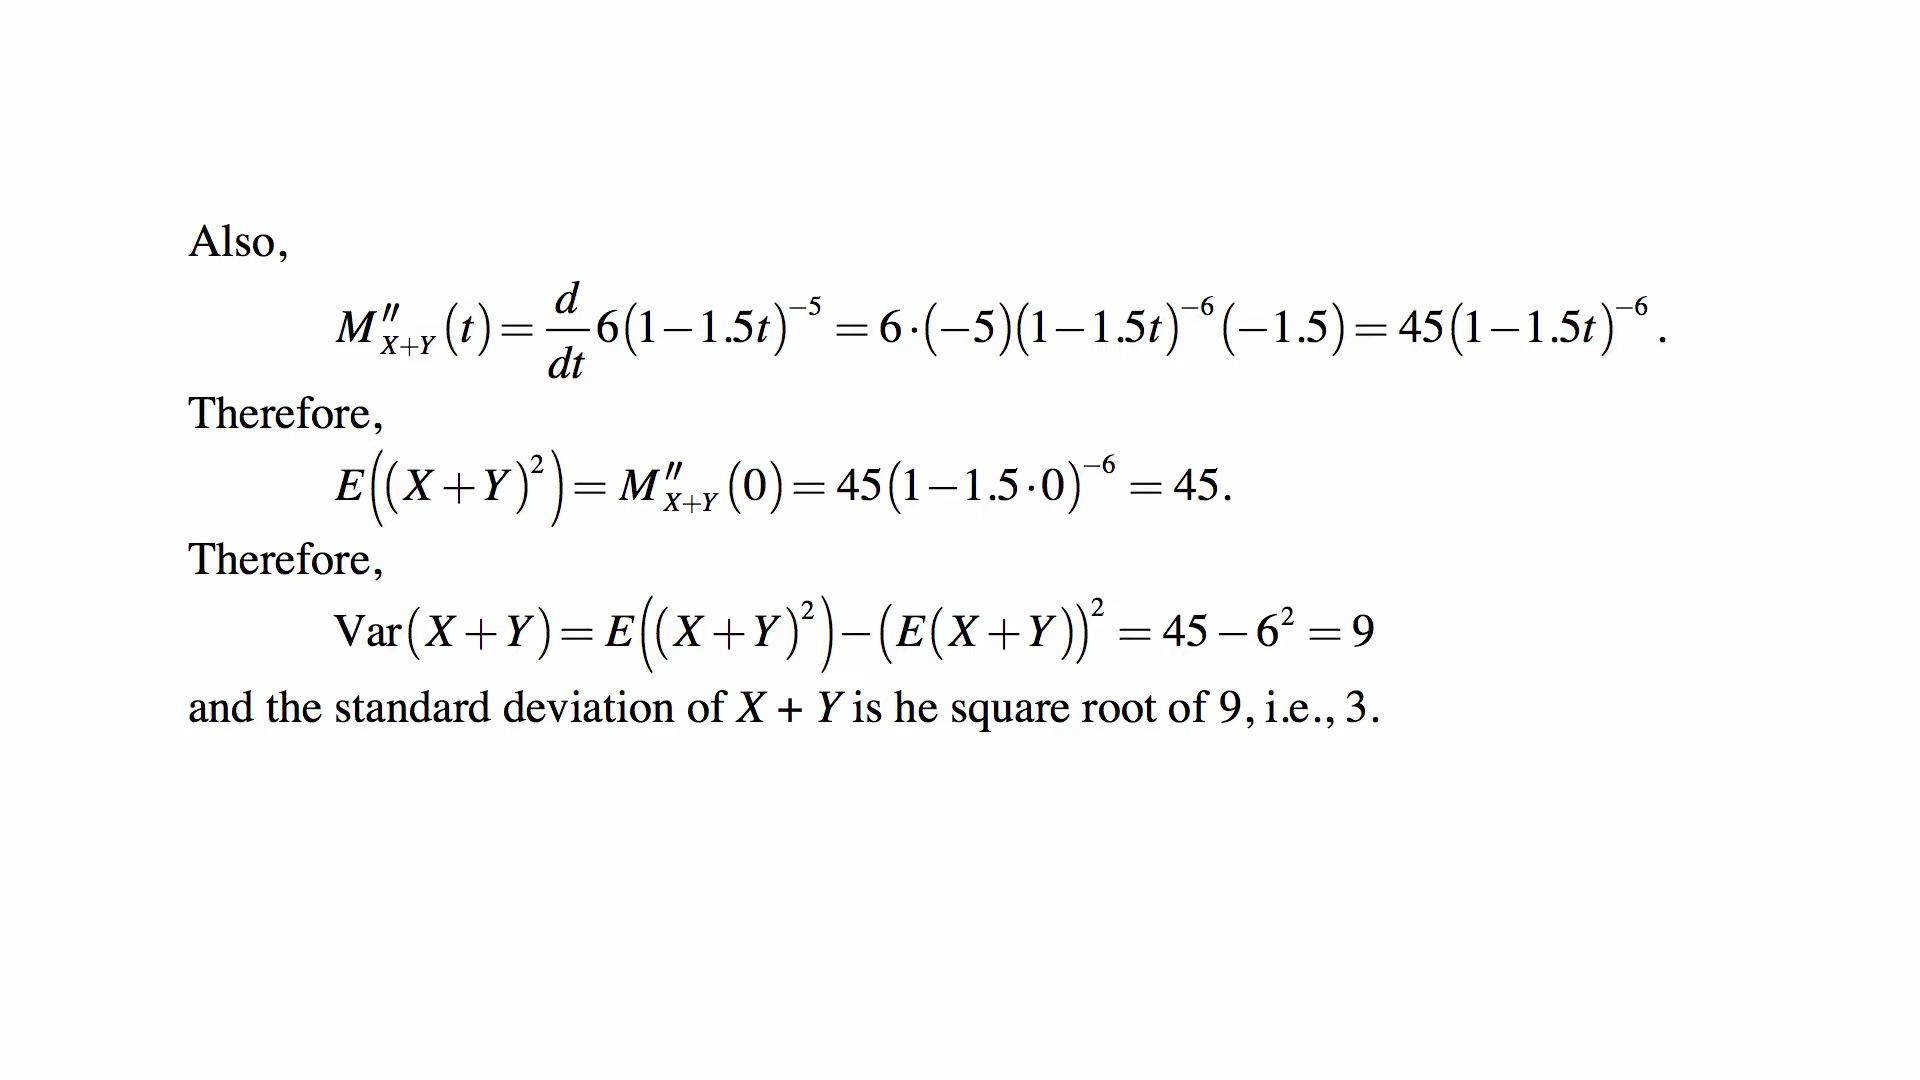 Also,
M″_{X+Y}(t) = d/dt 6(1−1.5t)^{−5} = 6·(−5)(1−1.5t)^{−6}(−1.5) = 45(1−1.5t)^{−6}.
Therefore,
E((X+Y)²) = M″_{X+Y}(0) = 45(1−1.5·0)^{−6} = 45.
Therefore,
Var(X+Y) = E((X+Y)²) − (E(X+Y))² = 45 − 6² = 9
and the standard deviation of X + Y is he square root of 9, i.e., 3.